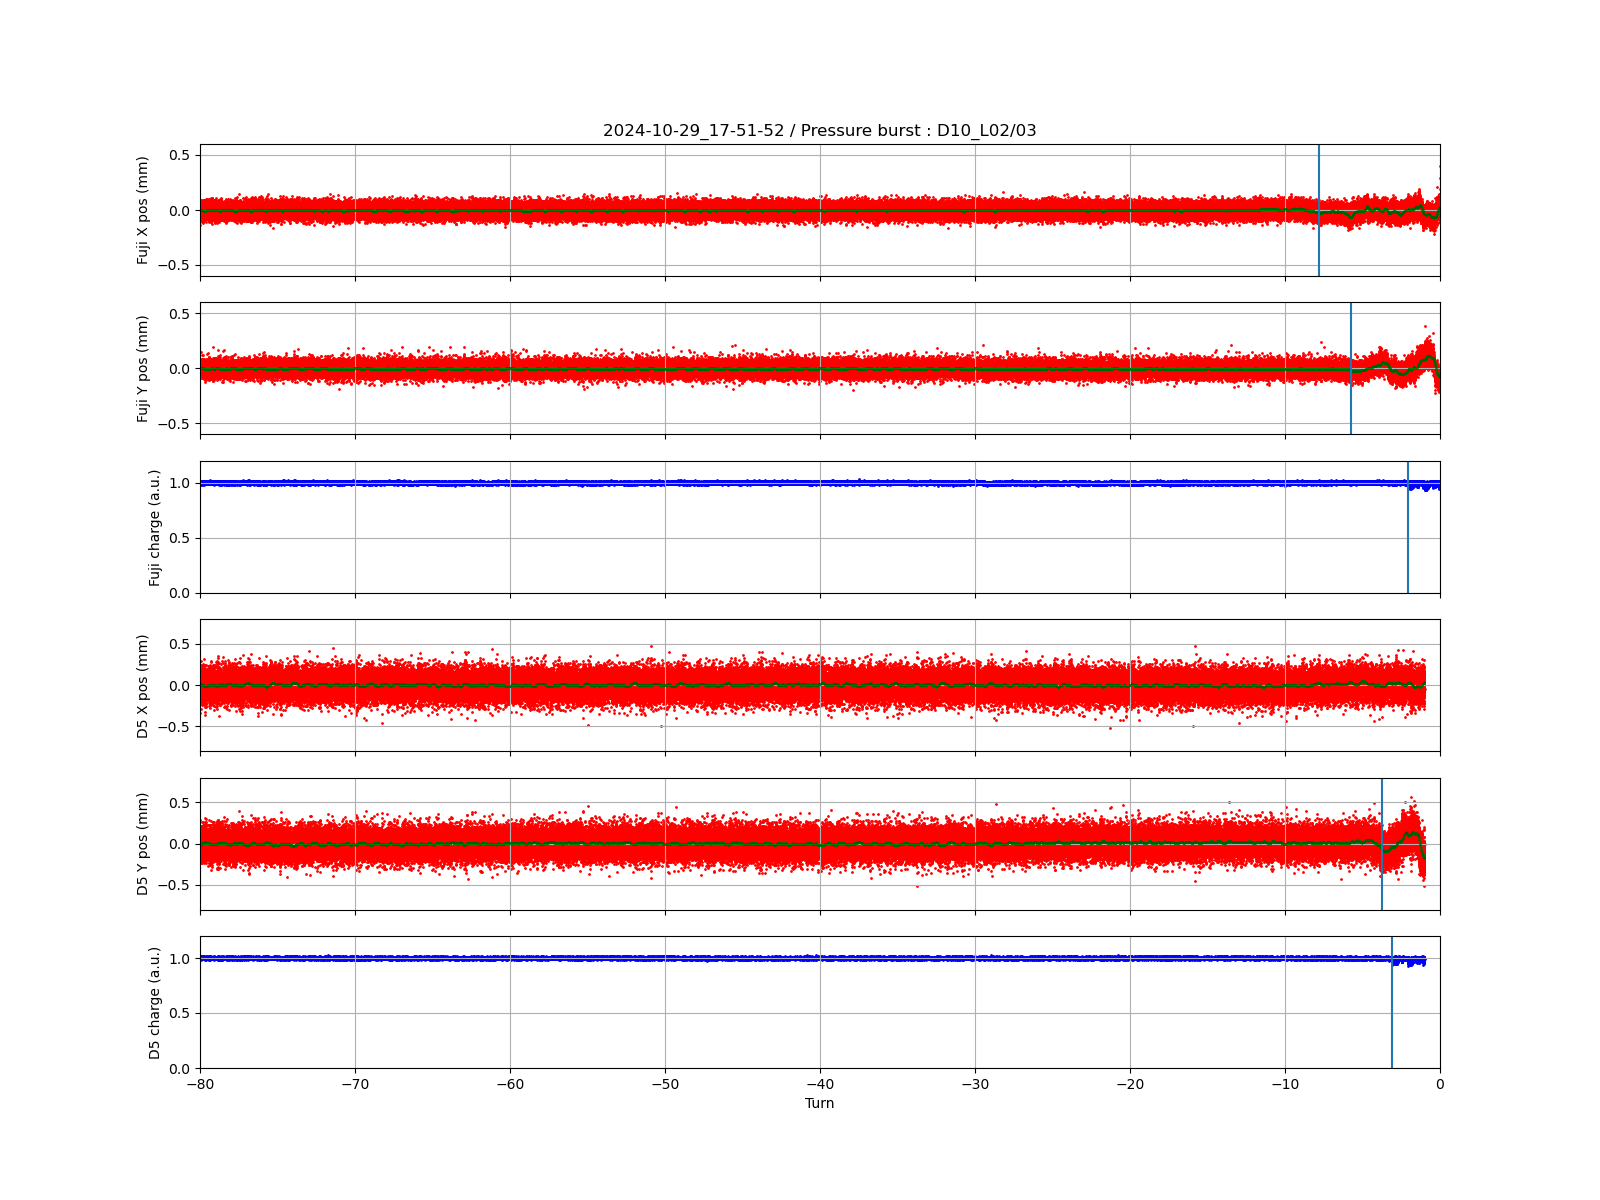 2024-10-29_17-51-52 / Pressure burst : D10_L02/03
Fuji X pos (mm)
0.5
0.0
−0.5
Fuji Y pos (mm)
0.5
0.0
−0.5
Fuji charge (a.u.)
1.0
0.5
0.0
D5 X pos (mm)
0.5
0.0
−0.5
D5 Y pos (mm)
0.5
0.0
−0.5
D5 charge (a.u.)
1.0
0.5
0.0
−80 −70 −60 −50 −40 −30 −20 −10 0
Turn